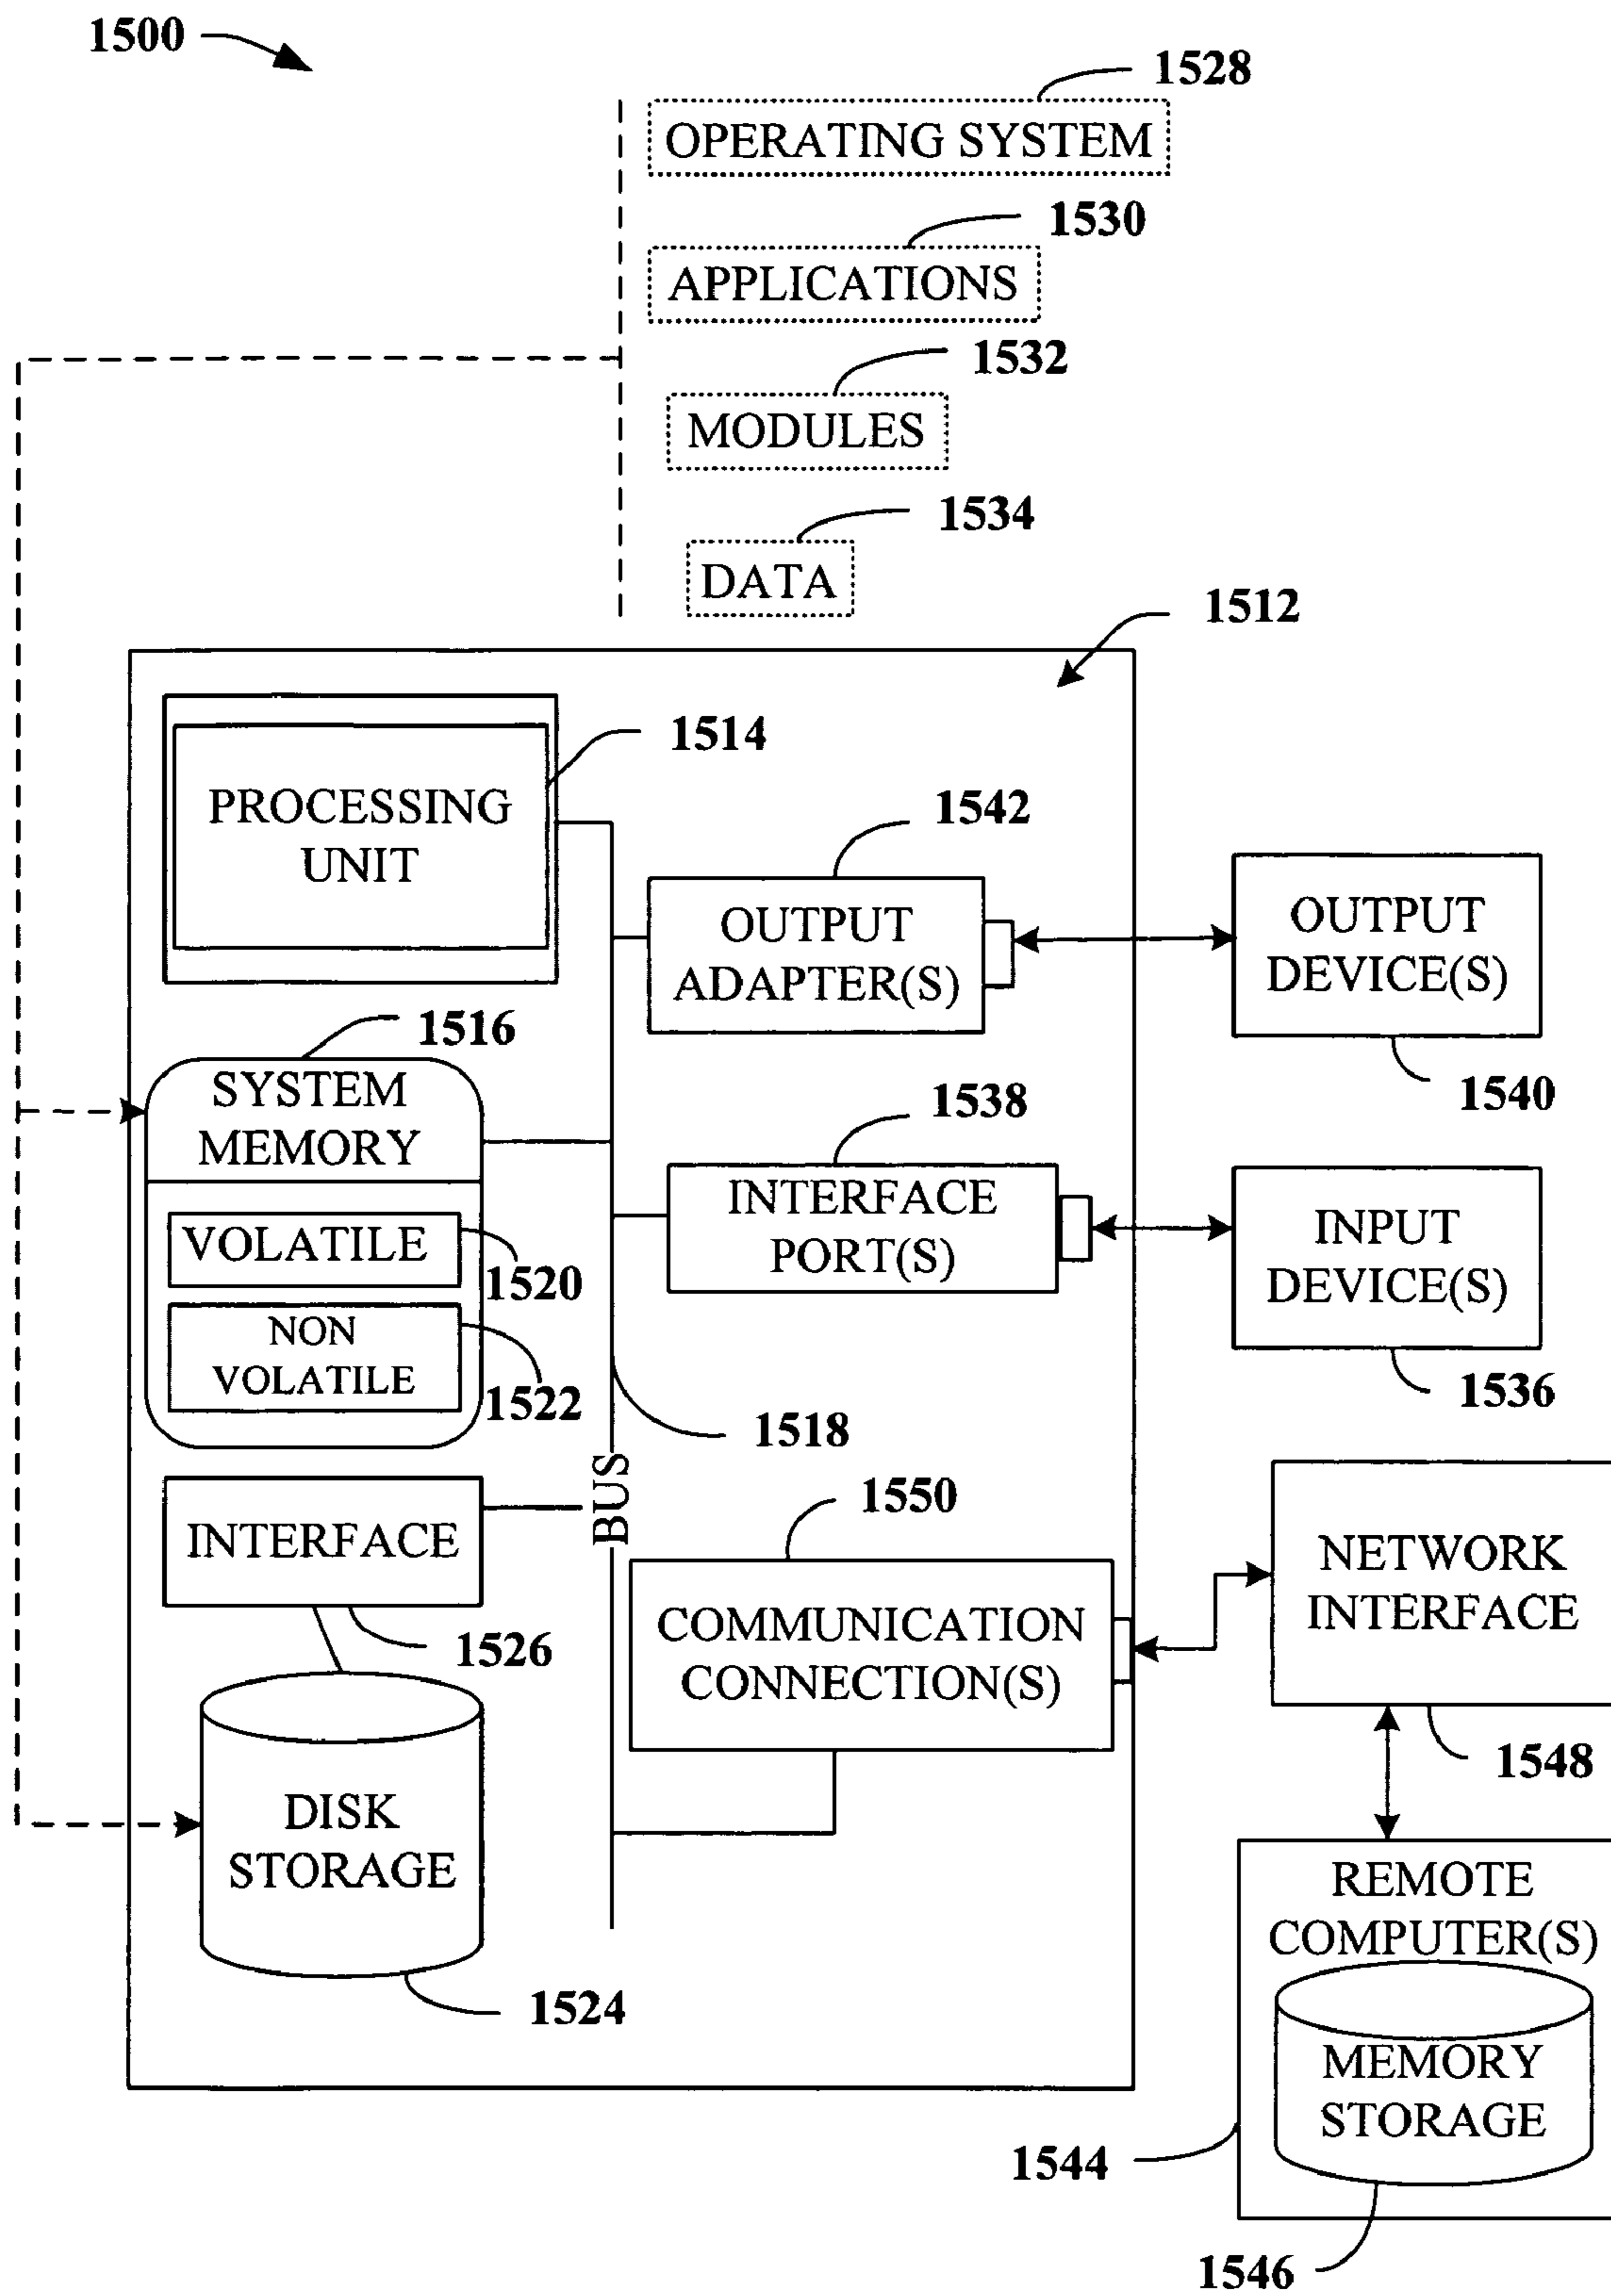 1500
1528
OPERATING SYSTEM
1530
APPLICATIONS
1532
MODULES
1534
DATA
1512
1514
PROCESSING
UNIT
1542
OUTPUT
ADAPTER(S)
OUTPUT
DEVICE(S)
1540
1516
SYSTEM
MEMORY
VOLATILE
1520
NON
VOLATILE
1522
1538
INTERFACE
PORT(S)
INPUT
DEVICE(S)
1536
1518
BUS
INTERFACE
1526
1550
COMMUNICATION
CONNECTION(S)
NETWORK
INTERFACE
1548
DISK
STORAGE
1524
REMOTE
COMPUTER(S)
MEMORY
STORAGE
1544
1546